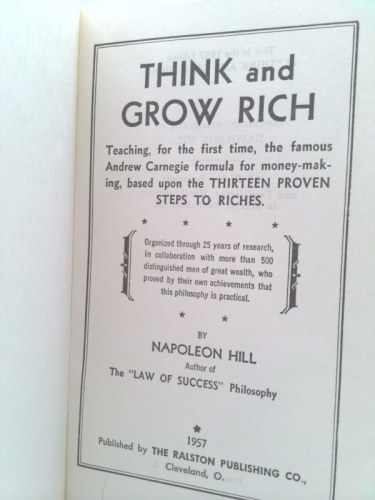 THINK and
GROW RICH
Teaching, for the first time, the famous
Andrew Carnegie formula for money-mak-
ing, based upon the THIRTEEN PROVEN
STEPS TO RICHES.
* * * *
Organized through 25 years of research,
in collaboration with more than 500
distinguished men of great wealth, who
proved by their own achievements that
this philosophy is practical.
* *
BY
NAPOLEON HILL
Author of
The "LAW OF SUCCESS" Philosophy
*
1957
Published by THE RALSTON PUBLISHING CO.,
Cleveland, O.